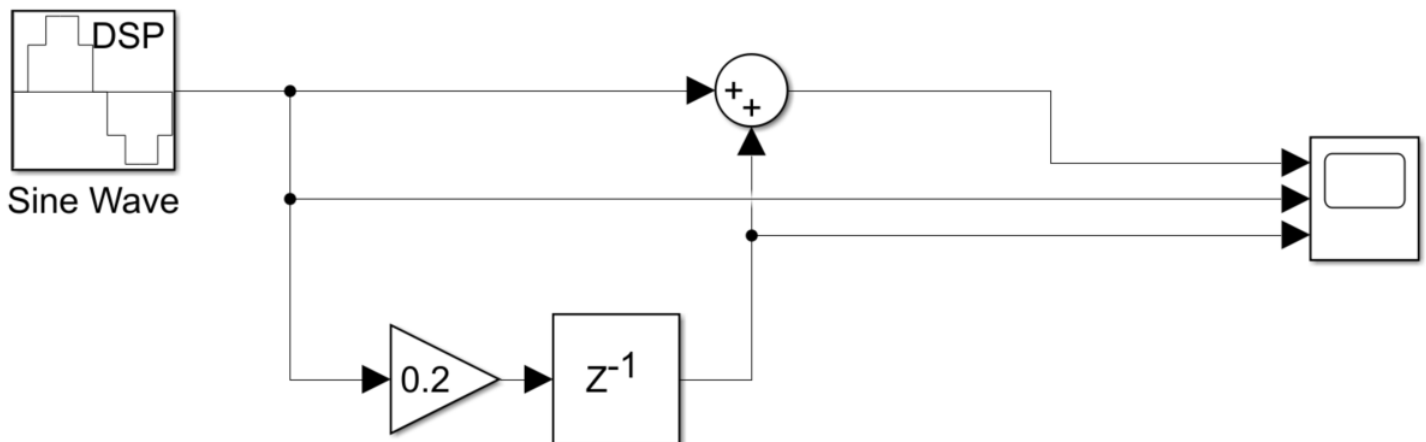 DSP
Sine Wave
+
+
0.2
Z-1